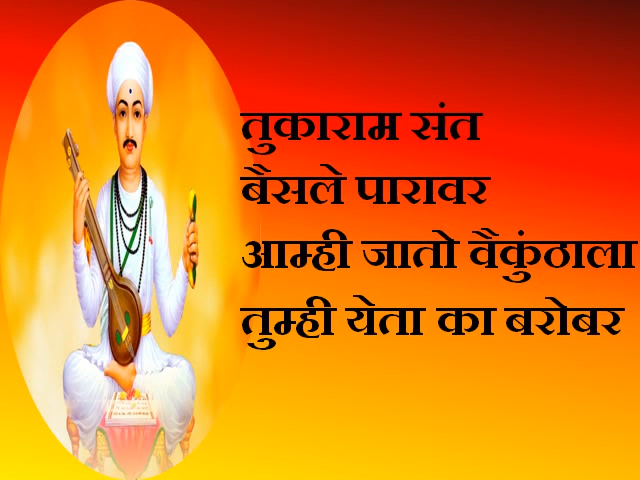 तुकाराम संत
बैसले पारावर
आम्ही जातो वैकुंठाला
तुम्ही येता का बरोबर